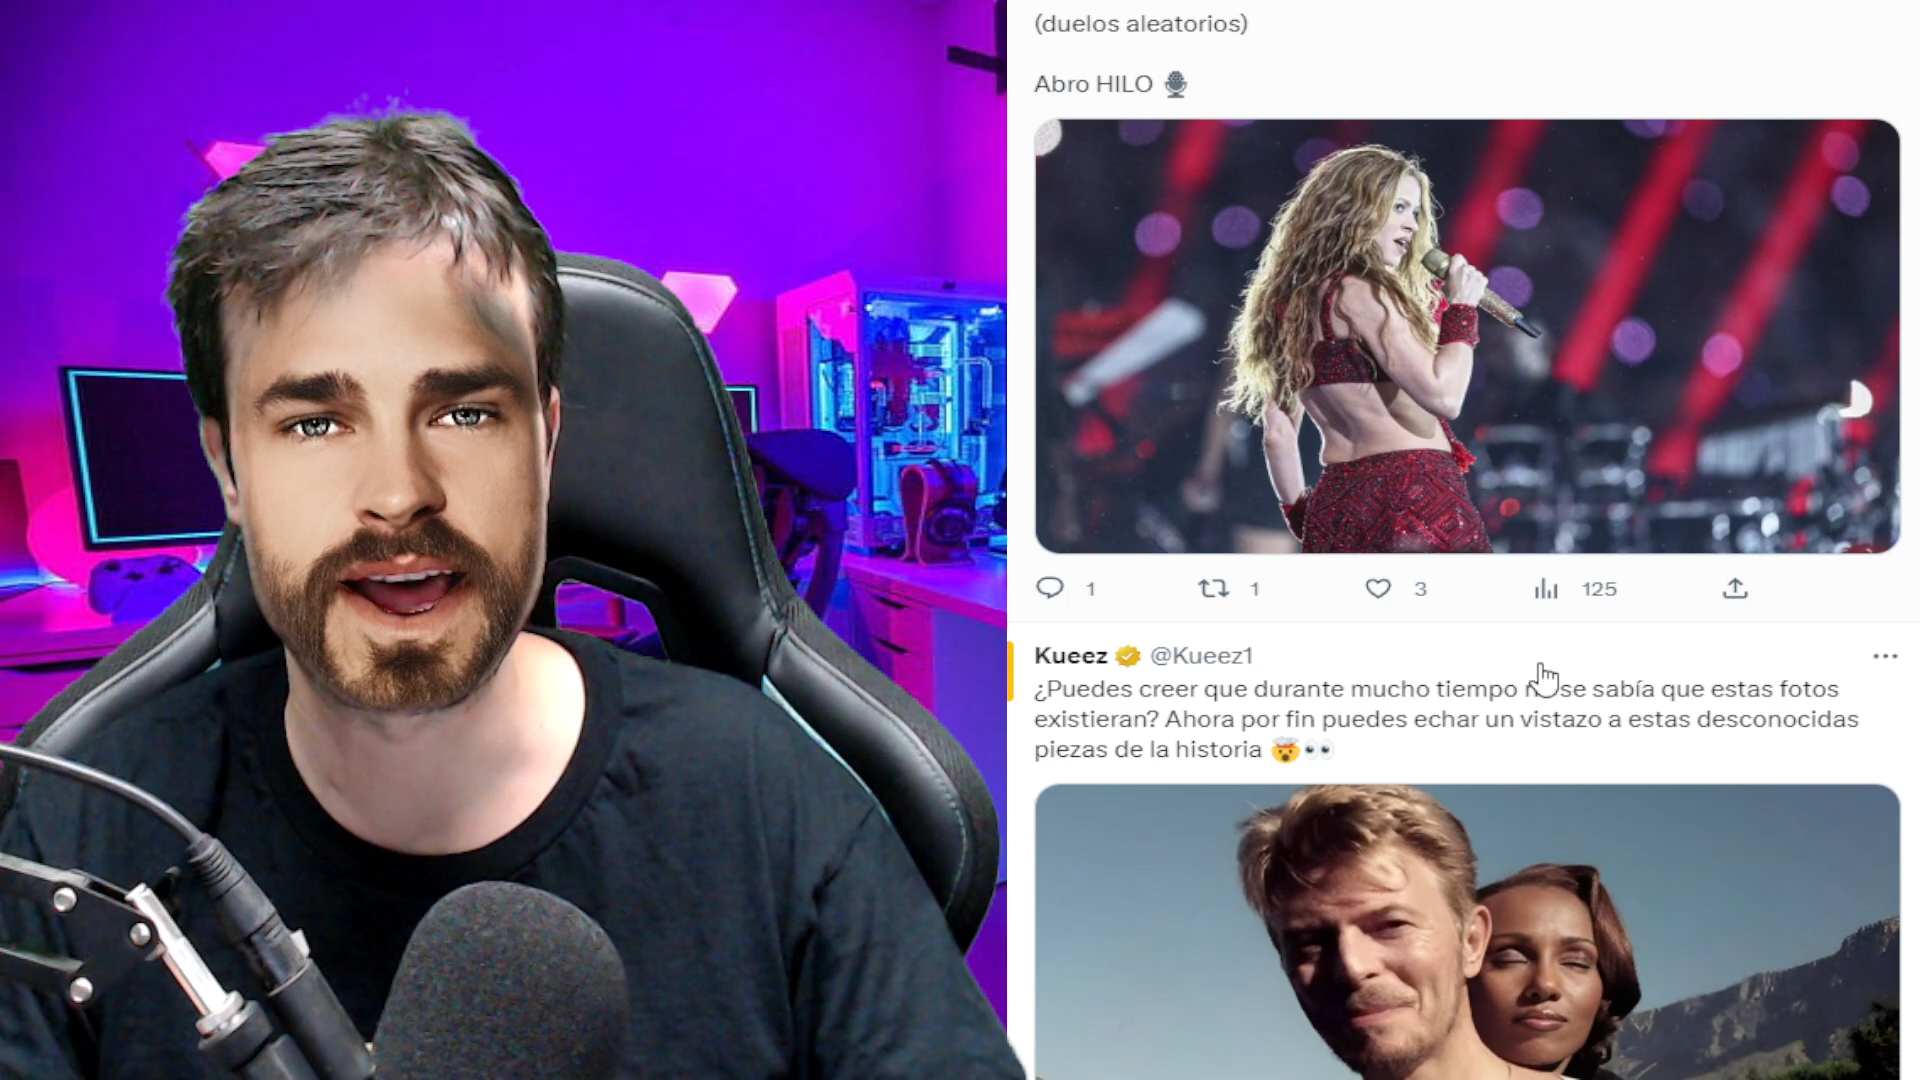 (duelos aleatorios)
Abro HILO
1
1
3
125
Kueez @Kueez1
¿Puedes creer que durante mucho tiempo se sabía que estas fotos
existieran? Ahora por fin puedes echar un vistazo a estas desconocidas
piezas de la historia